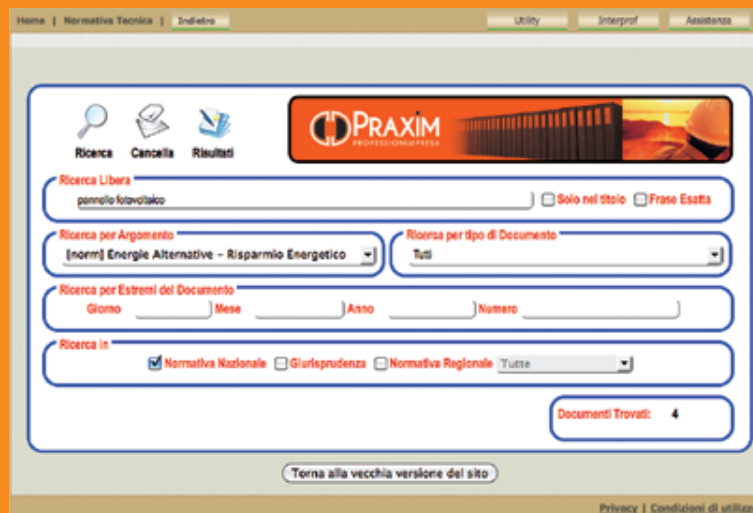 Home | Normativa Tecnica | Indietro Utility Interprof Assistenza
PRAXIM
PROFESSIONIMPRESA
Ricerca Cancella Risultati
Ricerca Libera
pannello fotovoltaico Solo nel titolo Frase Esatta
Ricerca per Argomento Ricerca per tipo di Documento
[norm] Energie Alternative - Risparmio Energetico Tutti
Ricerca per Estremi del Documento
Giorno Mese Anno Numero
Ricerca in
Normativa Nazionale Giurisprudenza Normativa Regionale Tutte
Documenti Trovati: 4
Torna alla vecchia versione del sito
Privacy | Condizioni di utilizz